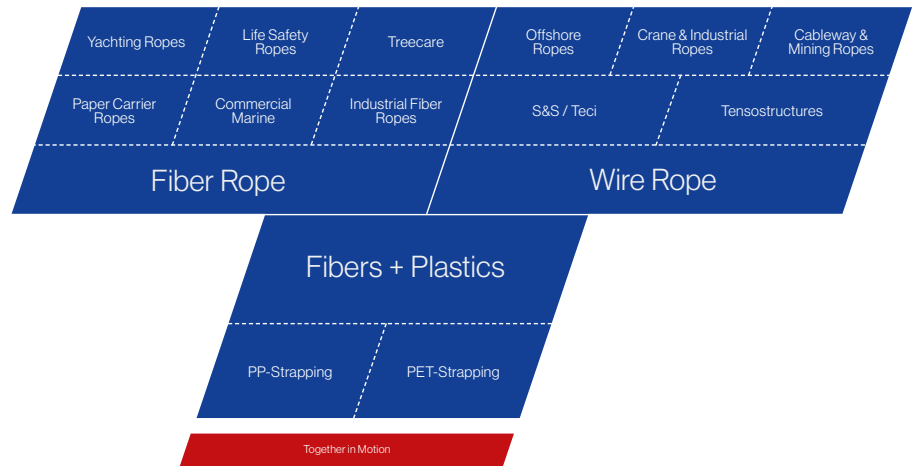 Yachting Ropes
Life Safety
Ropes
Treecare
Offshore
Ropes
Crane & Industrial
Ropes
Cableway &
Mining Ropes
Paper Carrier
Ropes
Commercial
Marine
Industrial Fiber
Ropes
S&S / Teci
Tensostructures
Fiber Rope
Wire Rope
Fibers + Plastics
PP-Strapping
PET-Strapping
Together in Motion